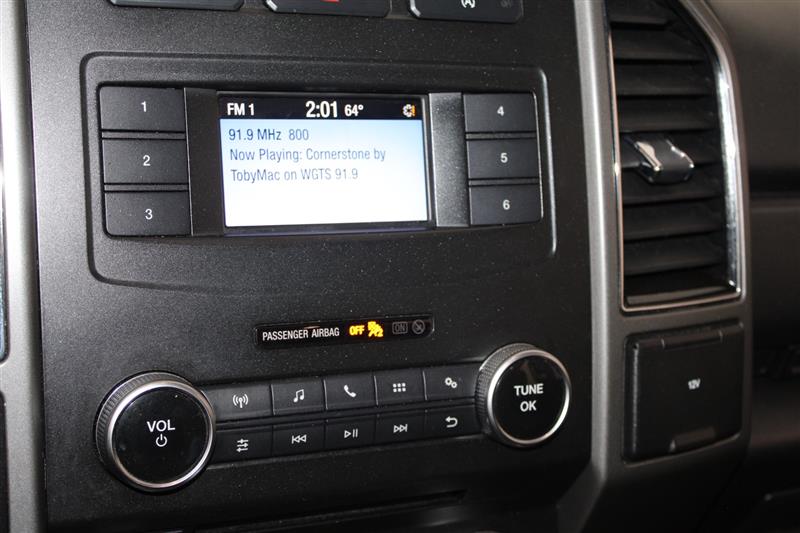 FM 1 2:01 64°
91.9 MHz 800
Now Playing: Cornerstone by
TobyMac on WGTS 91.9
1
2
3
4
5
6
PASSENGER AIRBAG OFF 2 ON
VOL
TUNE
OK
12V